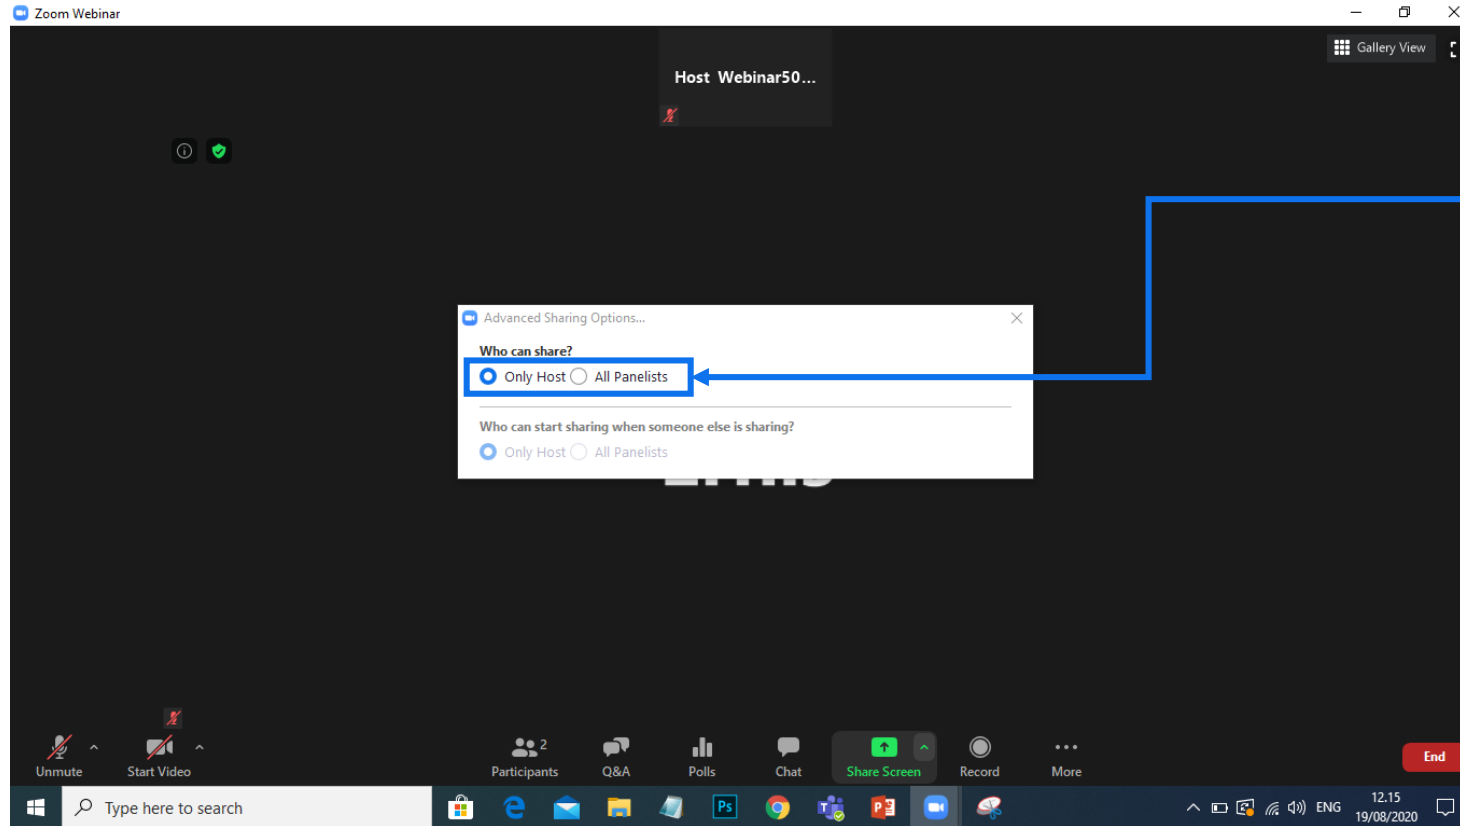 Zoom Webinar
Gallery View
Host Webinar50...
Advanced Sharing Options...
Who can share?
Only Host All Panelists
Who can start sharing when someone else is sharing?
Only Host All Panelists
2
Unmute Start Video Participants Q&A Polls Chat Share Screen Record More End
Type here to search
Ps
ENG
12.15
19/08/2020